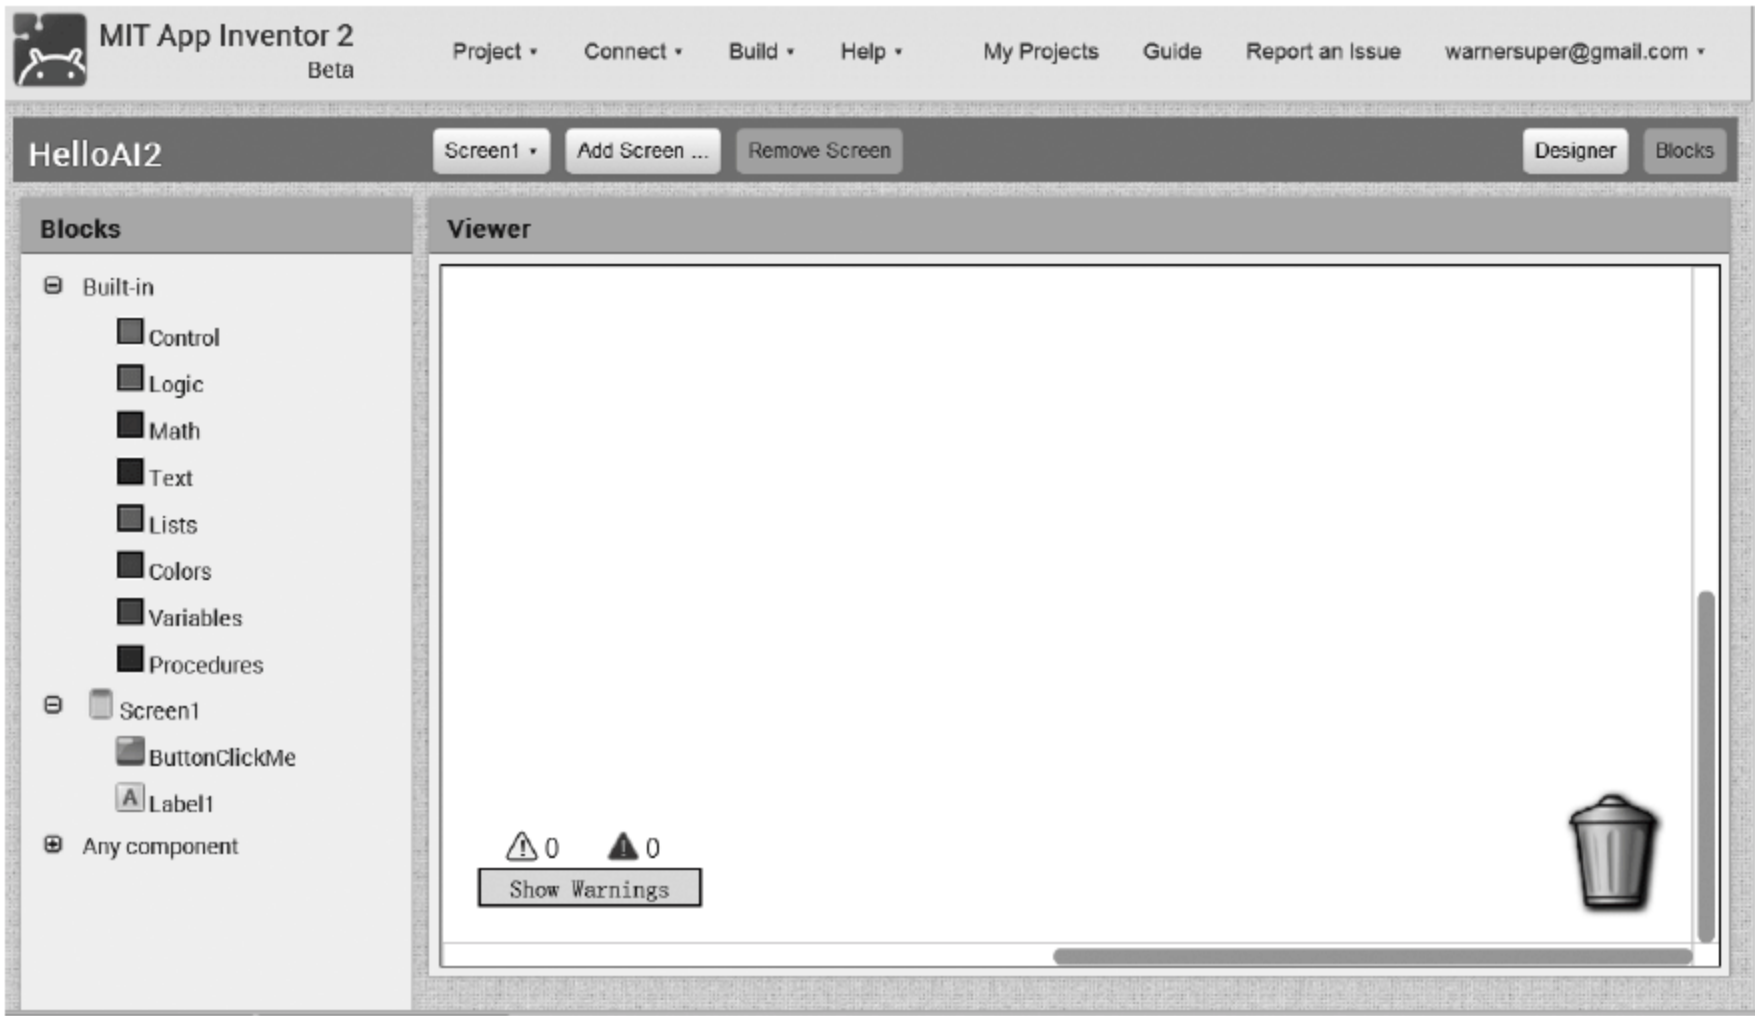 MIT App Inventor 2
Beta
Project Connect Build Help My Projects Guide Report an Issue warnersuper@gmail.com
HelloAI2
Screen1 Add Screen ... Remove Screen Designer Blocks
Blocks
Viewer
Built-in
Control
Logic
Math
Text
Lists
Colors
Variables
Procedures
Screen1
ButtonClickMe
A Label1
Any component
0 0
Show Warnings